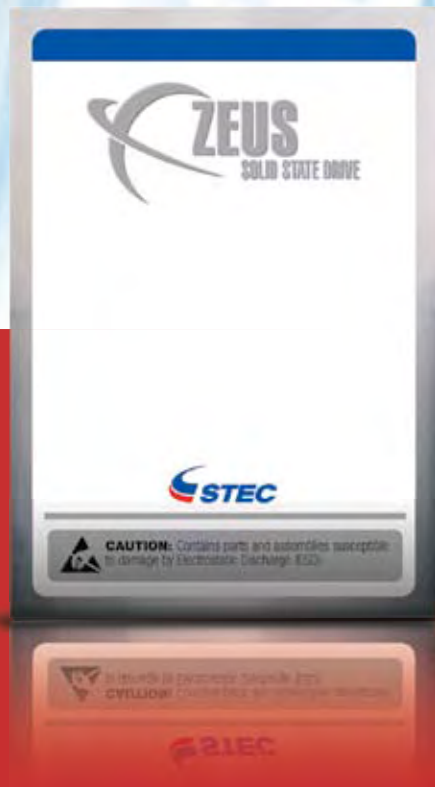 ZEUS
SOLID STATE DRIVE
STEC
CAUTION: Contains parts and assemblies susceptible
to damage by Electrostatic Discharge (ESD)